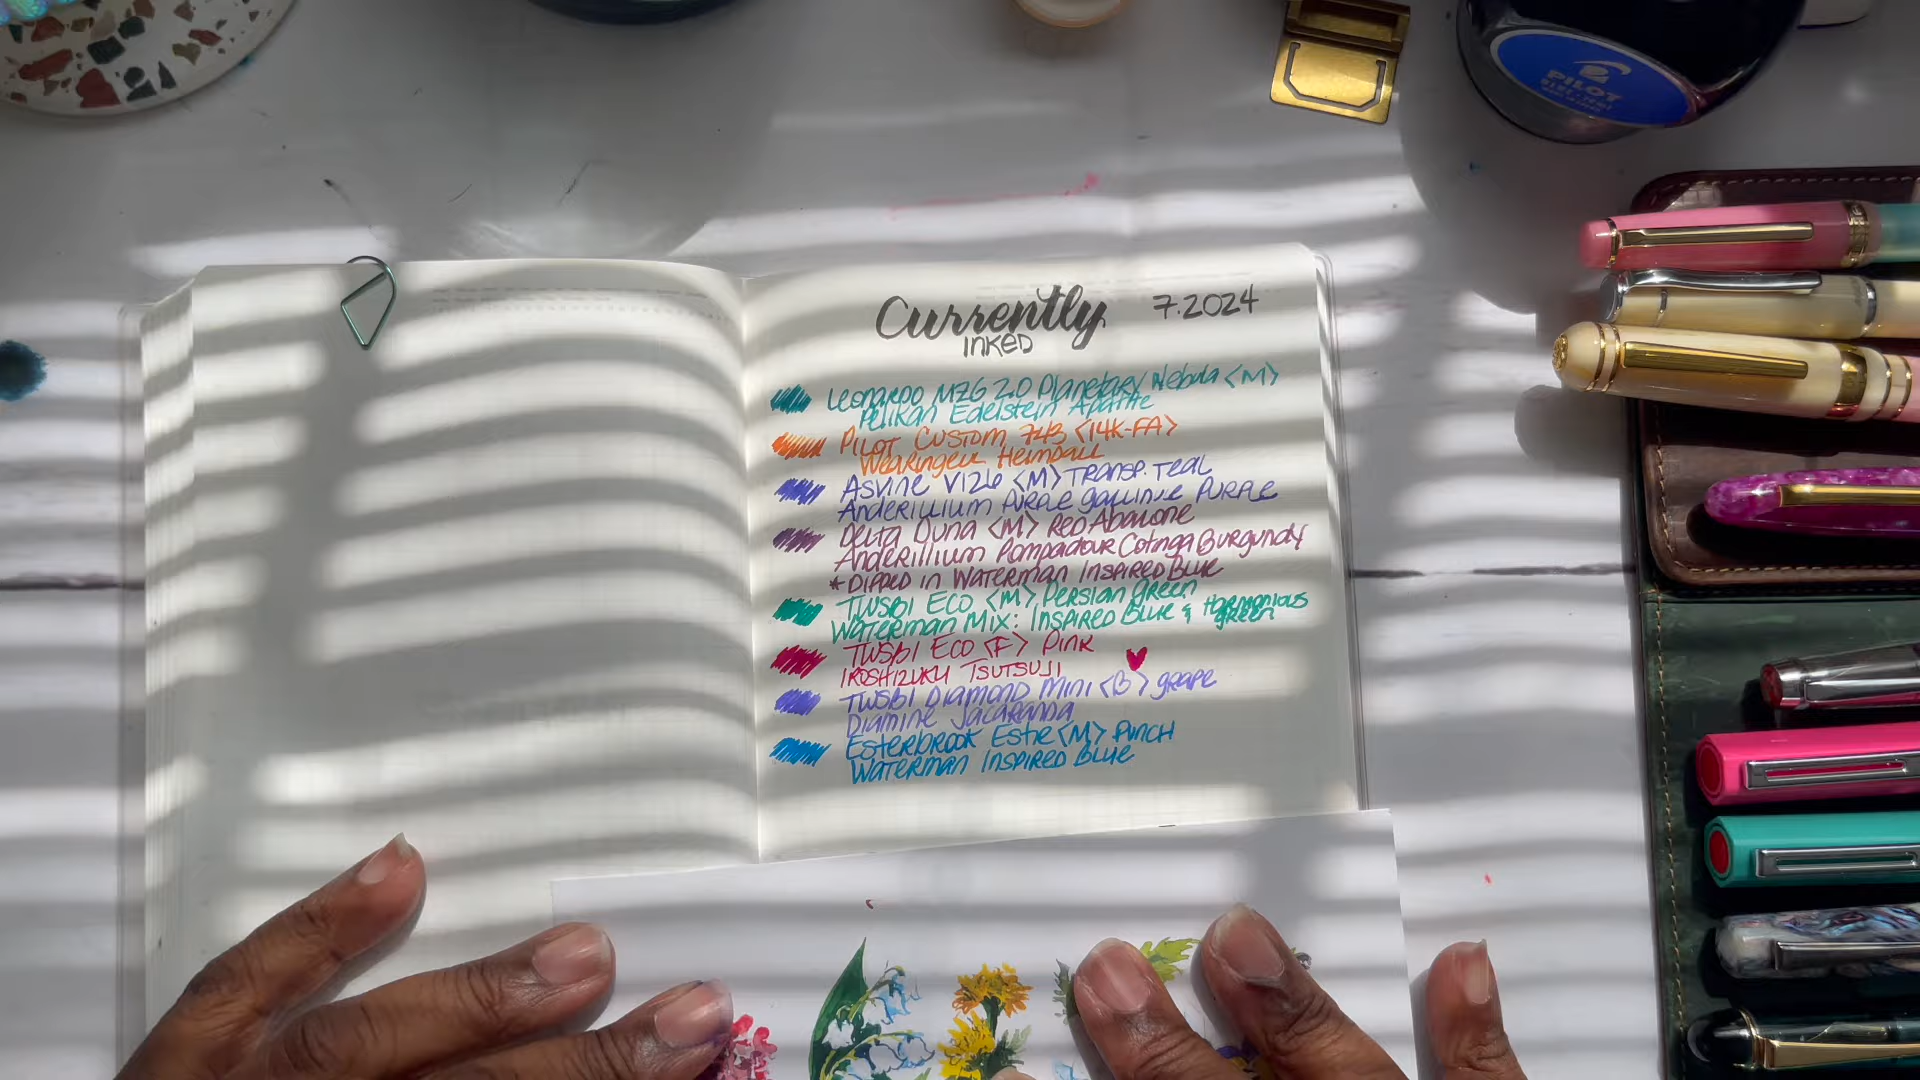 PILOT
Currently 7.2024
INKED
Leonardo MZG 2.0 Planetary Nebula <M>
Pelikan Edelstein Apatite
Pilot Custom 743 <14K-FA>
Wearingeul Heimdall
Asvine V126 <M> Transp. Teal
Anderillium Purple Gallinule Purple
Delta Duna <M> Red Abalone
Anderillium Pompadour Cotinga Burgundy
*Dipped in Waterman Inspired Blue
TWSBI Eco <M> Persian Green
Waterman Mix: Inspired Blue & Harmonious
green
TWSBI Eco <F> Pink
Iroshizuku Tsutsuji
TWSBI Diamond Mini <B> grape
Diamine Jacaranda
Esterbrook Estie <M> Punch
Waterman Inspired Blue